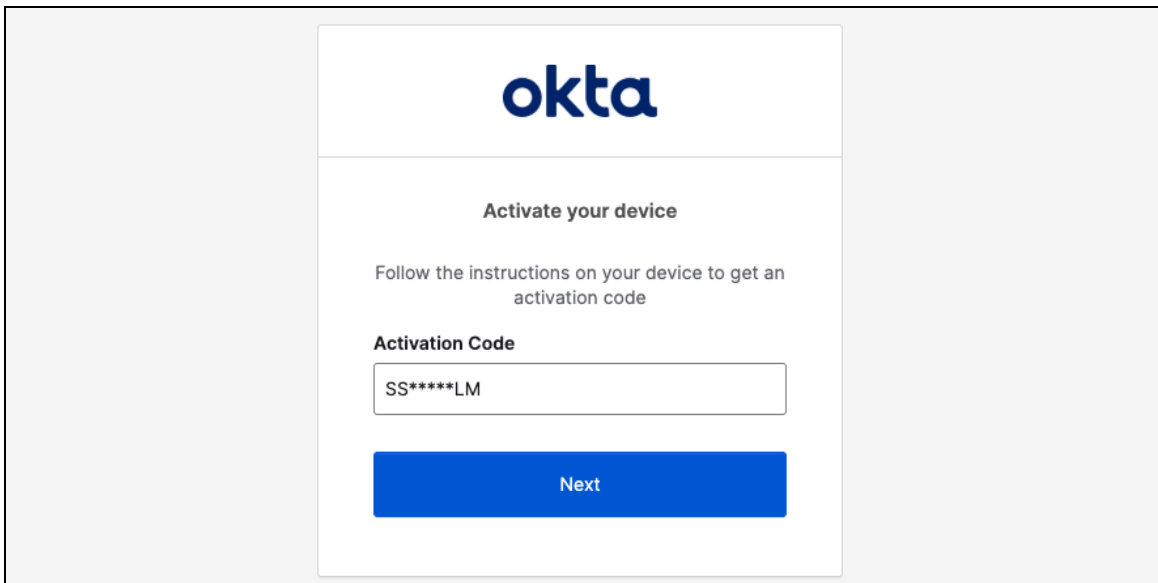 okta
Activate your device
Follow the instructions on your device to get an
activation code
Activation Code
SS*****LM
Next